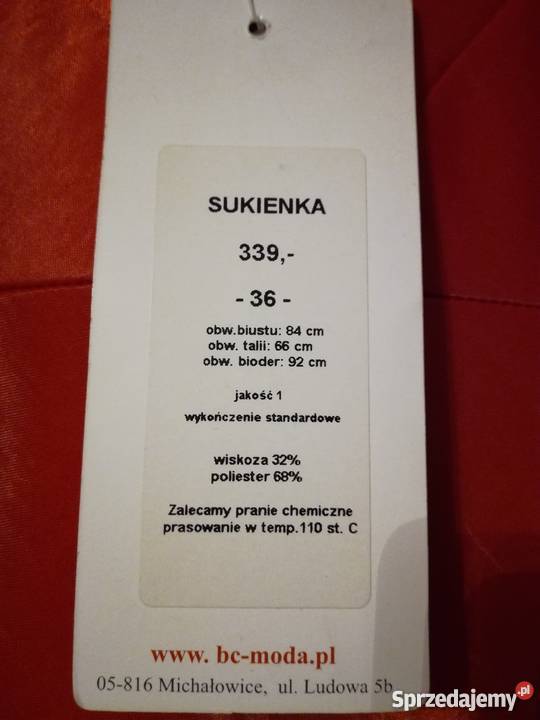 SUKIENKA
339,-
- 36 -
obw.biustu: 84 cm
obw. talii: 66 cm
obw. bioder: 92 cm
jakość 1
wykończenie standardowe
wiskoza 32%
poliester 68%
Zalecamy pranie chemiczne
prasowanie w temp.110 st. C
www. bc-moda.pl
05-816 Michałowice, ul. Ludowa 5b
Sprzedajemy.pl